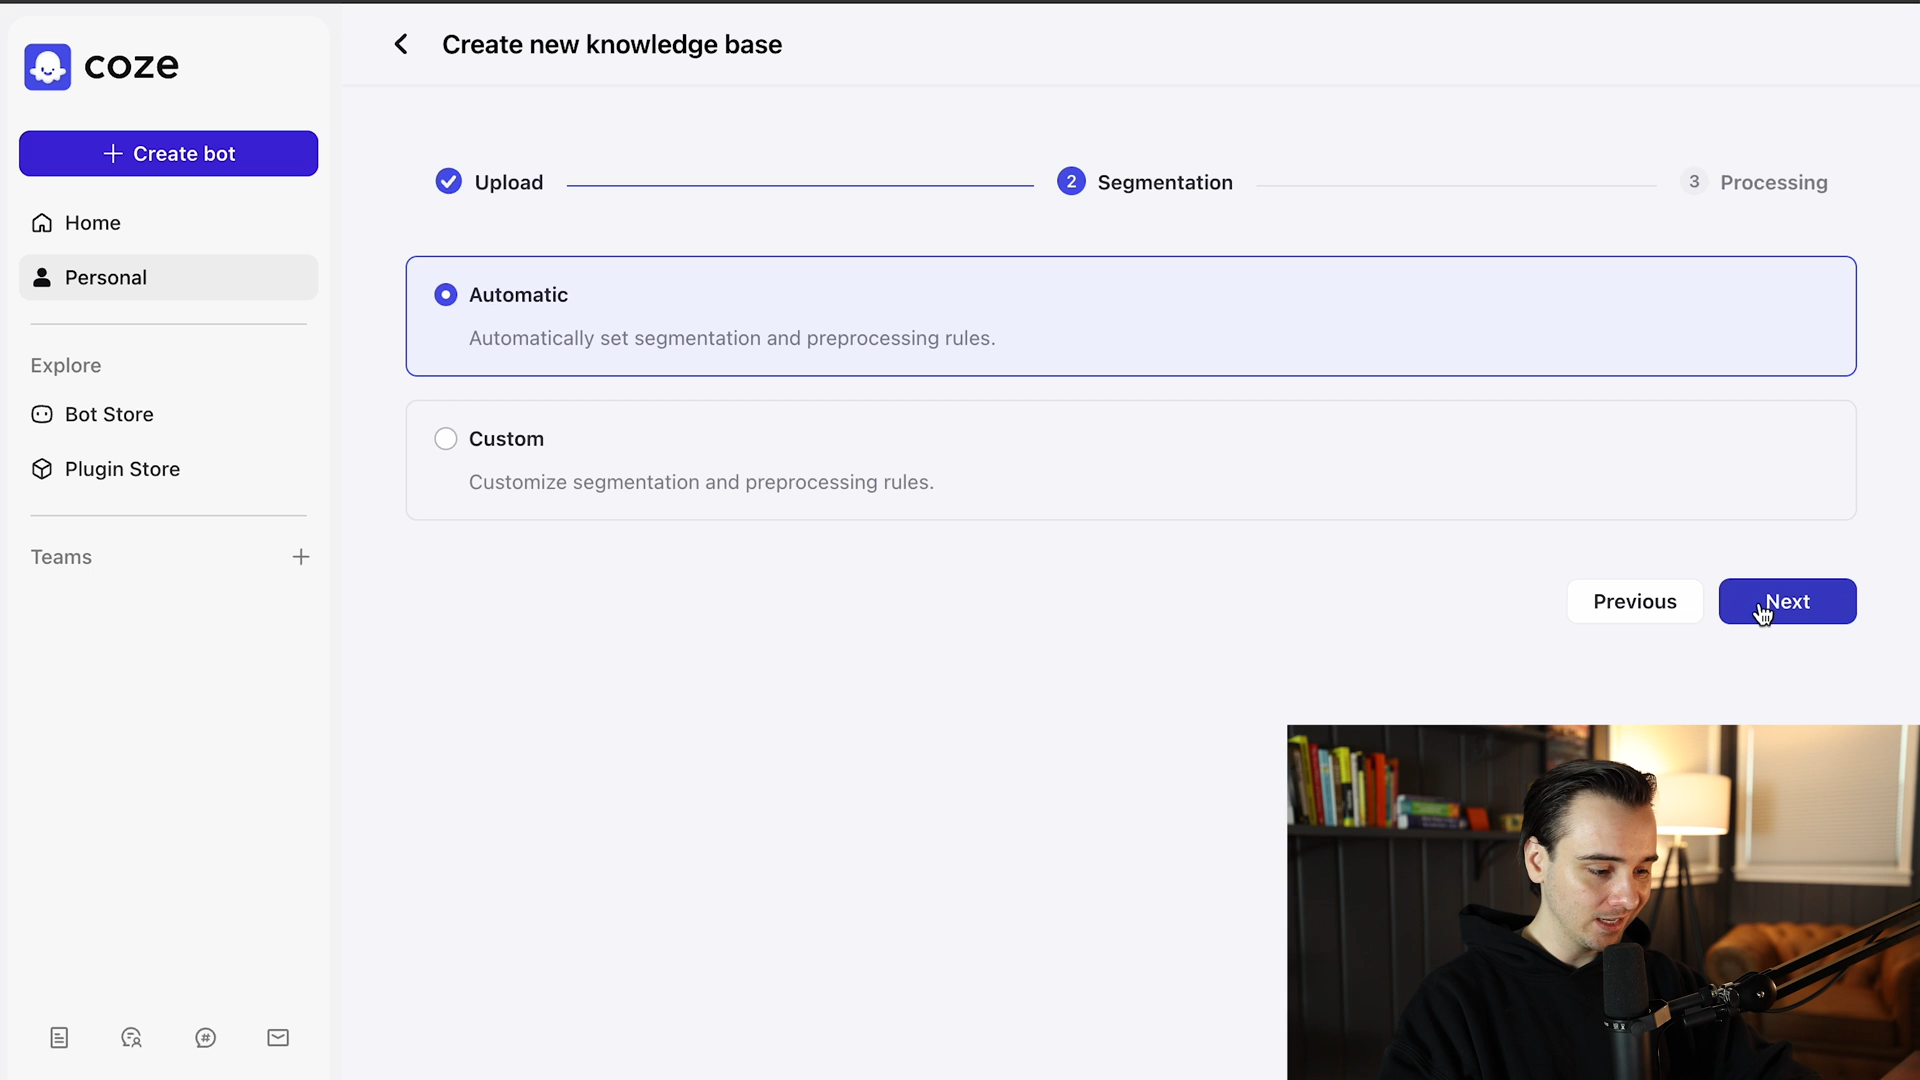 coze
Create new knowledge base
Create bot
Home
Personal
Explore
Bot Store
Plugin Store
Teams
Upload
2
Segmentation
3
Processing
Automatic
Automatically set segmentation and preprocessing rules.
Custom
Customize segmentation and preprocessing rules.
Previous
Next